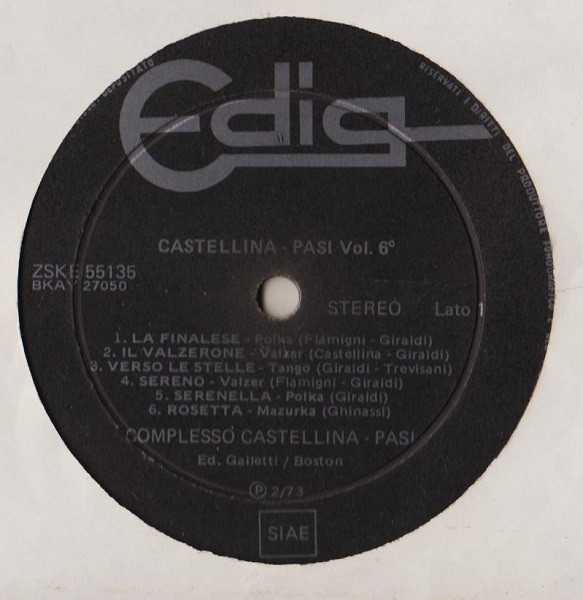 DEPOSITATO
RISERVATI I DIRITTI DEL PRODUTTORE
Edig
CASTELLINA - PASI Vol. 6º
ZSKE 55135
BKAY 27050
STEREO Lato 1
1. LA FINALESE - Polka (Flamigni - Giraldi)
2. IL VALZERONE - Valzer (Castellina - Giraldi)
3. VERSO LE STELLE - Tango (Giraldi - Trevisani)
4. SERENO - Valzer (Flamigni - Giraldi)
5. SERENELLA - Polka (Giraldi)
6. ROSETTA - Mazurka (Ghinassi)
COMPLESSO CASTELLINA - PASI
Ed. Galletti / Boston
Ⓟ 2/73
SIAE